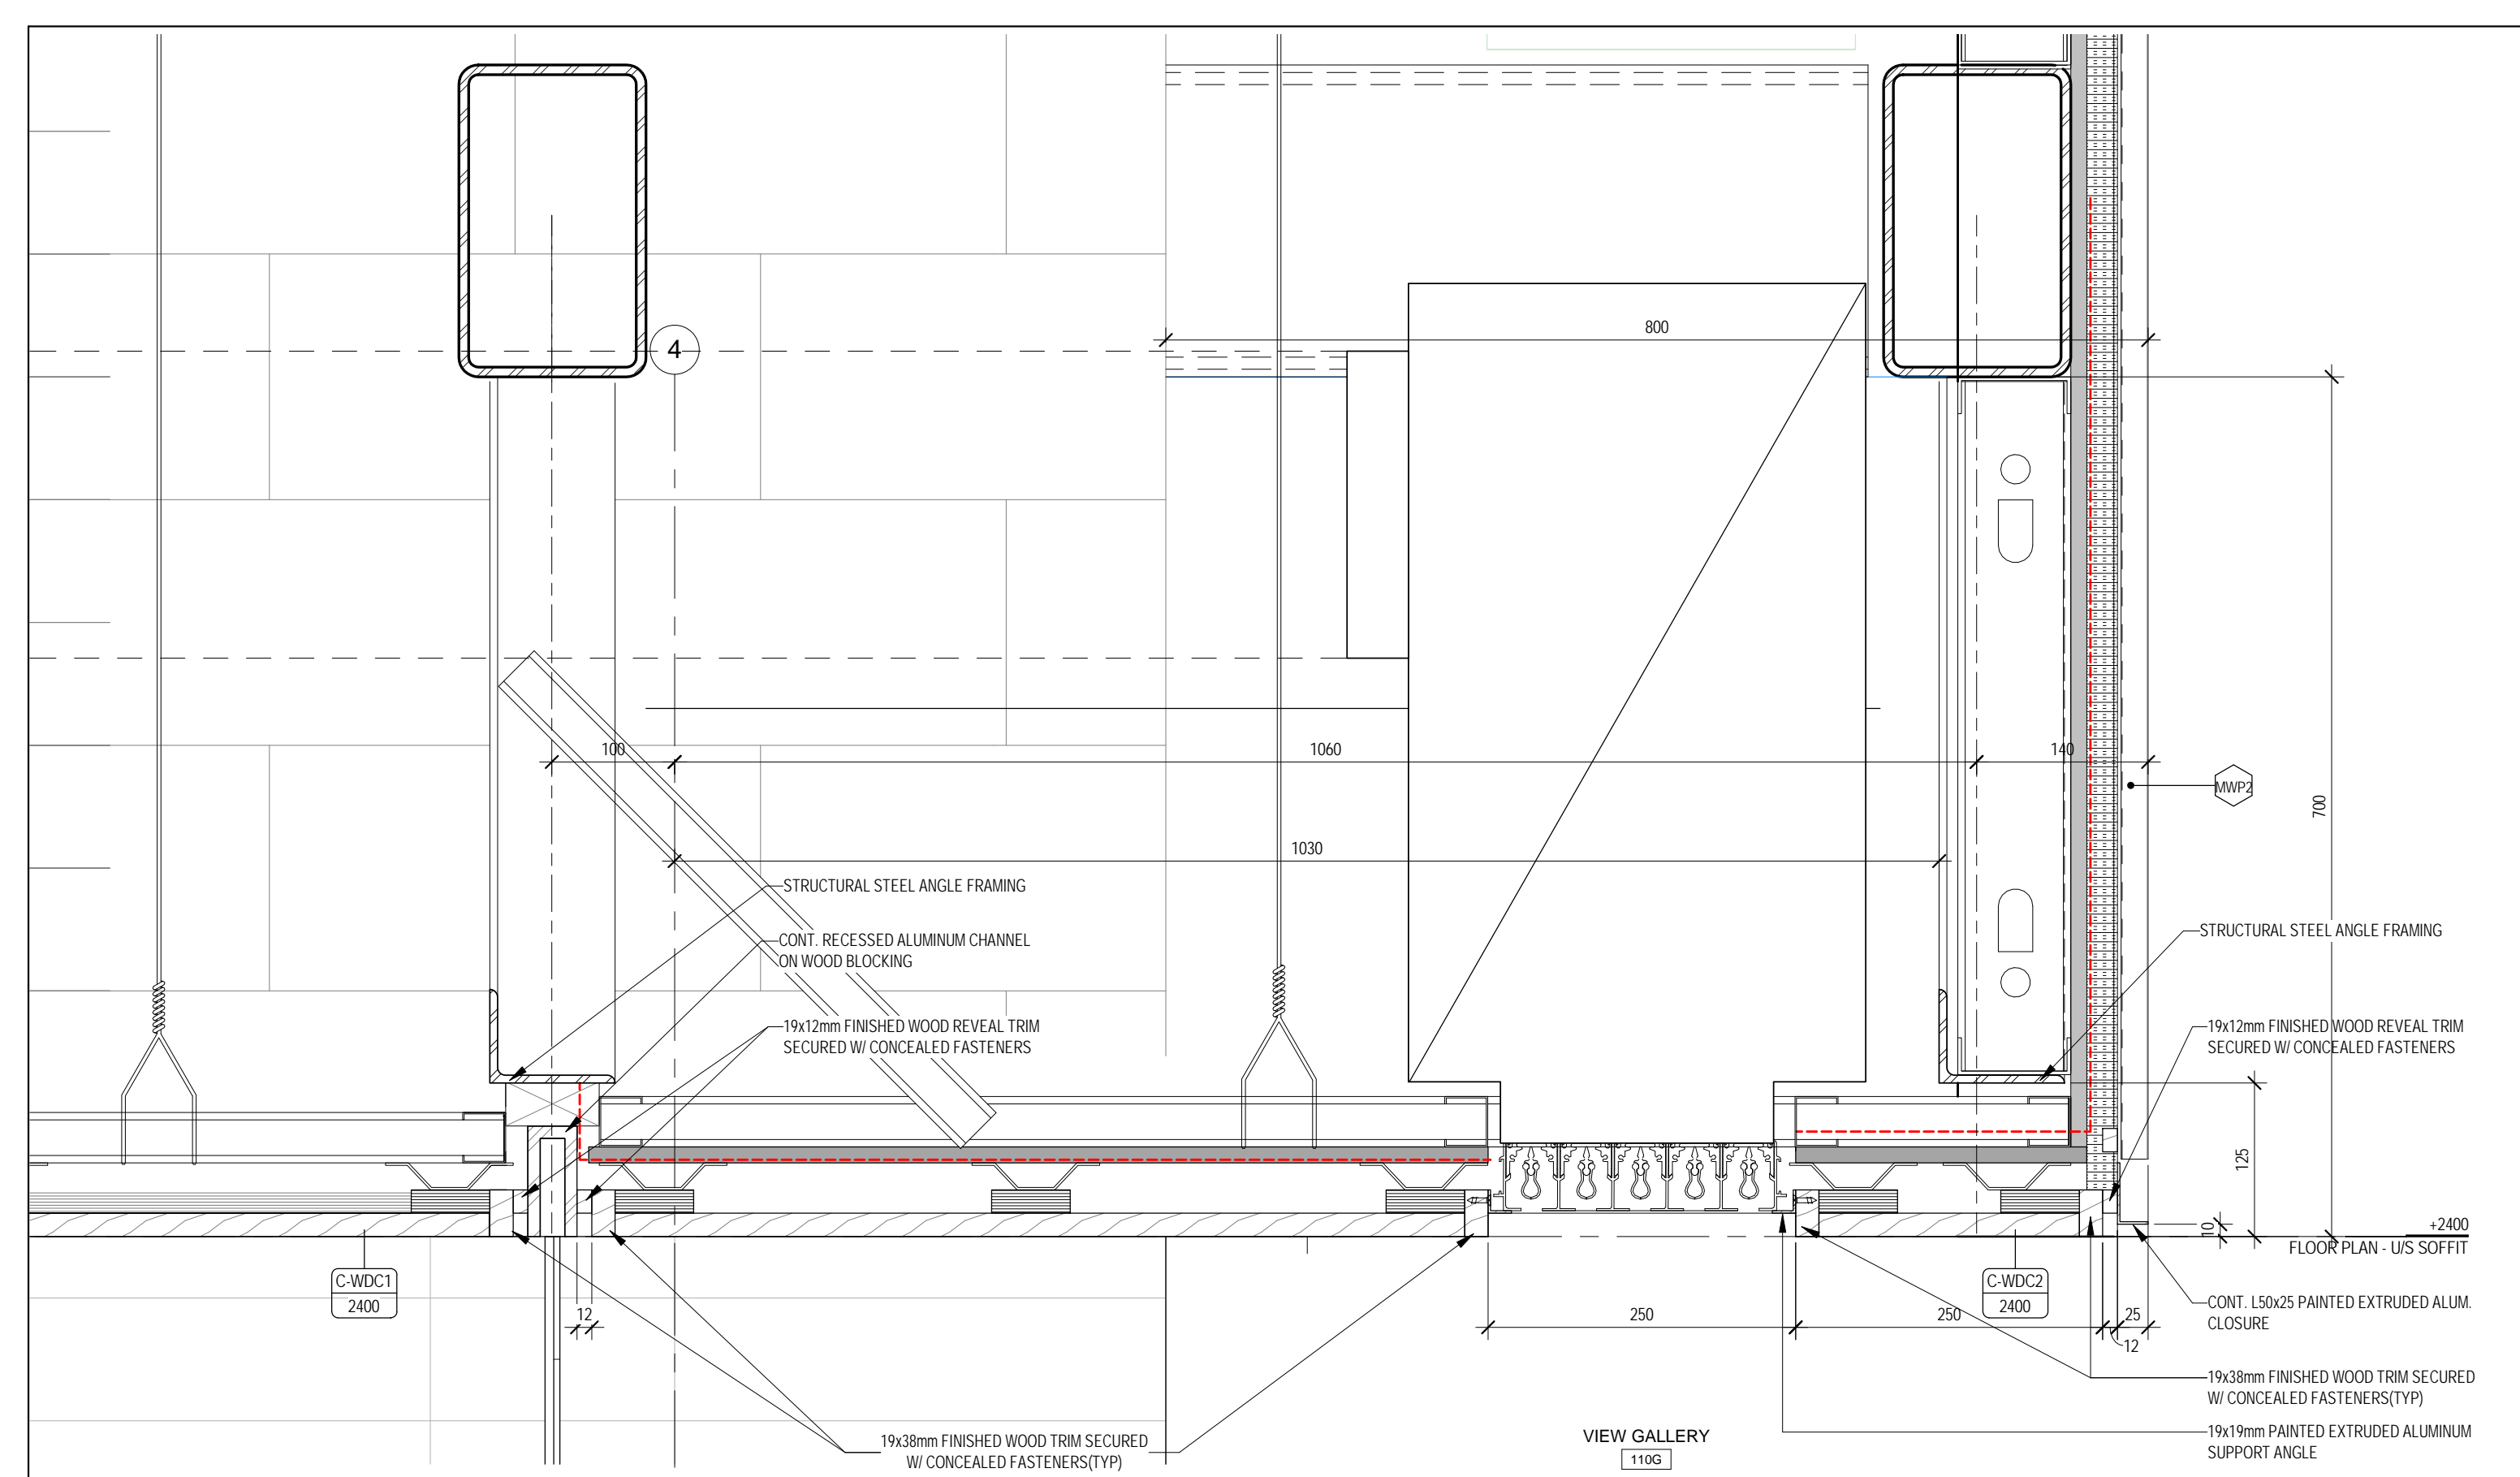 800
4
100
1060
140
MWP2
700
1030
STRUCTURAL STEEL ANGLE FRAMING
CONT. RECESSED ALUMINUM CHANNEL
ON WOOD BLOCKING
STRUCTURAL STEEL ANGLE FRAMING
19x12mm FINISHED WOOD REVEAL TRIM
SECURED W/ CONCEALED FASTENERS
19x12mm FINISHED WOOD REVEAL TRIM
SECURED W/ CONCEALED FASTENERS
125
10
+2400
FLOOR PLAN - U/S SOFFIT
C-WDC1
2400
C-WDC2
2400
12
250
250
25
12
CONT. L50x25 PAINTED EXTRUDED ALUM.
CLOSURE
19x38mm FINISHED WOOD TRIM SECURED
W/ CONCEALED FASTENERS(TYP)
19x38mm FINISHED WOOD TRIM SECURED
W/ CONCEALED FASTENERS(TYP)
VIEW GALLERY
110G
19x19mm PAINTED EXTRUDED ALUMINUM
SUPPORT ANGLE